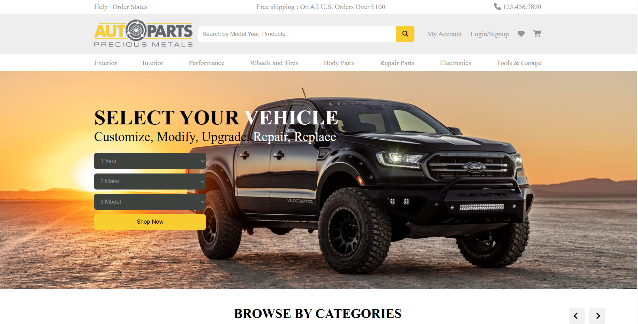 Help Order Status
Free shipping : On All U.S. Orders Over $100
123.456.7890
AUTOPARTS
PRECIOUS METALS
Search by Model Year, Products..
My Account
Login/Signup
Exterior
Interior
Performance
Wheels and Tires
Body Parts
Repair Parts
Electronics
Tools & Garage
SELECT YOUR VEHICLE
Customize, Modify, Upgrade, Repair, Replace
1 Year
2 Make
3 Model
Shop Now
BROWSE BY CATEGORIES